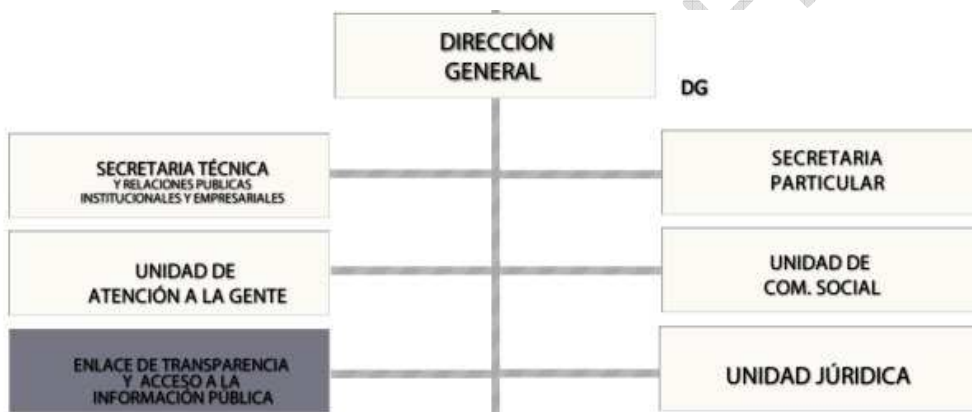 DIRECCIÓN
GENERAL
DG
SECRETARIA TÉCNICA
Y RELACIONES PUBLICAS
INSTITUCIONALES Y EMPRESARIALES
SECRETARIA
PARTICULAR
UNIDAD DE
ATENCIÓN A LA GENTE
UNIDAD DE
COM. SOCIAL
ENLACE DE TRANSPARENCIA
Y ACCESO A LA
INFORMACIÓN PÚBLICA
UNIDAD JÚRIDICA